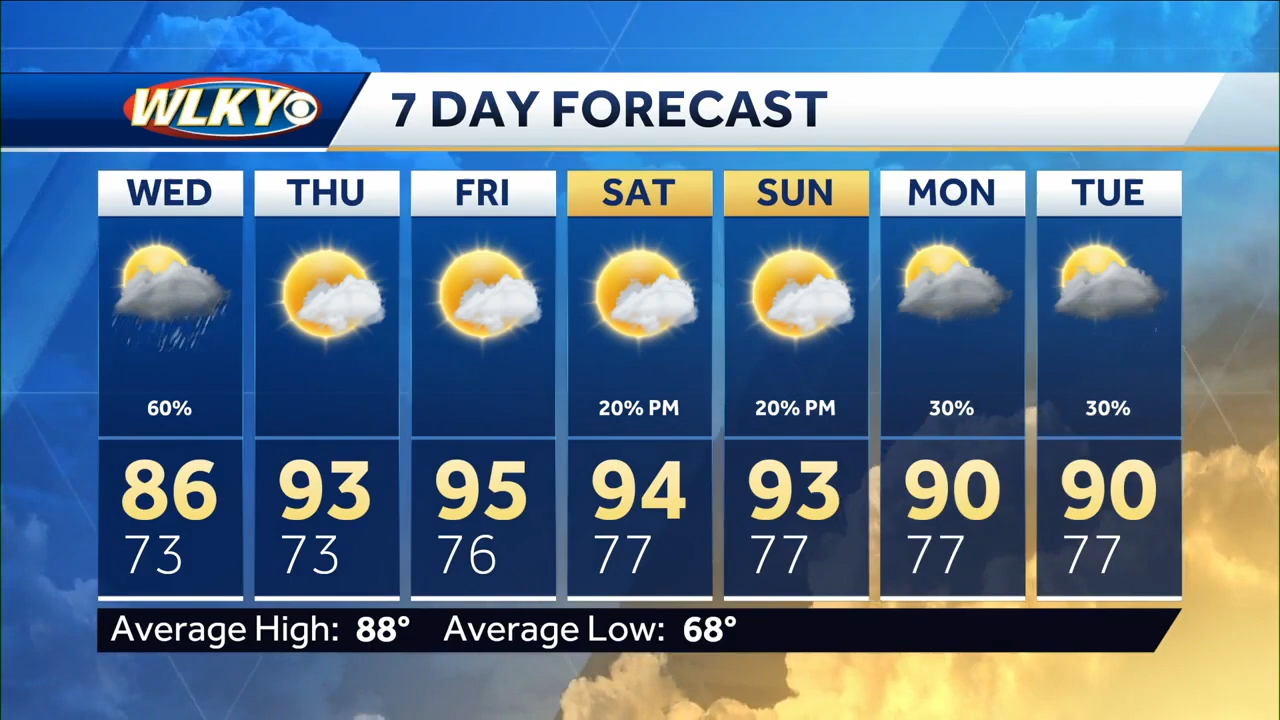 WLKY
7 DAY FORECAST
WED THU FRI SAT SUN MON TUE
60% 20% PM 20% PM 30% 30%
86 93 95 94 93 90 90
73 73 76 77 77 77 77
Average High: 88° Average Low: 68°